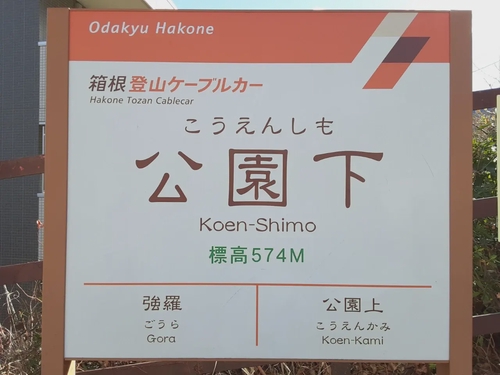 Odakyu Hakone
箱根登山ケーブルカー
Hakone Tozan Cablecar
こうえんしも
公園下
Koen-Shimo
標高574M
強羅
ごうら
Gora
公園上
こうえんかみ
Koen-Kami